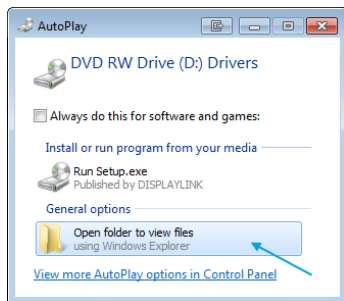 AutoPlay
DVD RW Drive (D:) Drivers
Always do this for software and games:
Install or run program from your media
Run Setup.exe
Published by DISPLAYLINK
General options
Open folder to view files
using Windows Explorer
View more AutoPlay options in Control Panel